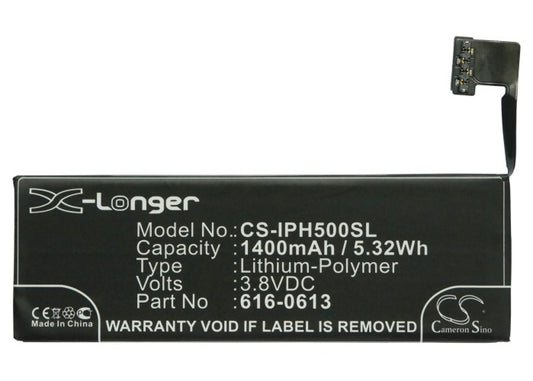 X-Longer
Model No.: CS-IPH500SL
Capacity : 1400mAh / 5.32Wh
Type : Lithium-Polymer
Volts : 3.8VDC
Part No : 616-0613
CE
Made in China
WARRANTY VOID IF LABEL IS REMOVED
CS
Cameron Sino